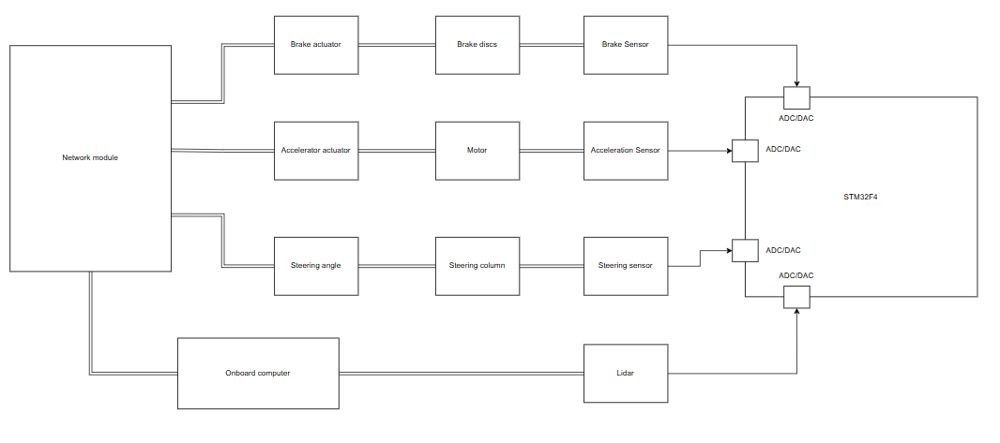 Brake actuator
Brake discs
Brake Sensor
ADC/DAC
Network module
Accelerator actuator
Motor
Acceleration Sensor
ADC/DAC
STM32F4
ADC/DAC
Steering angle
Steering column
Steering sensor
ADC/DAC
Onboard computer
Lidar